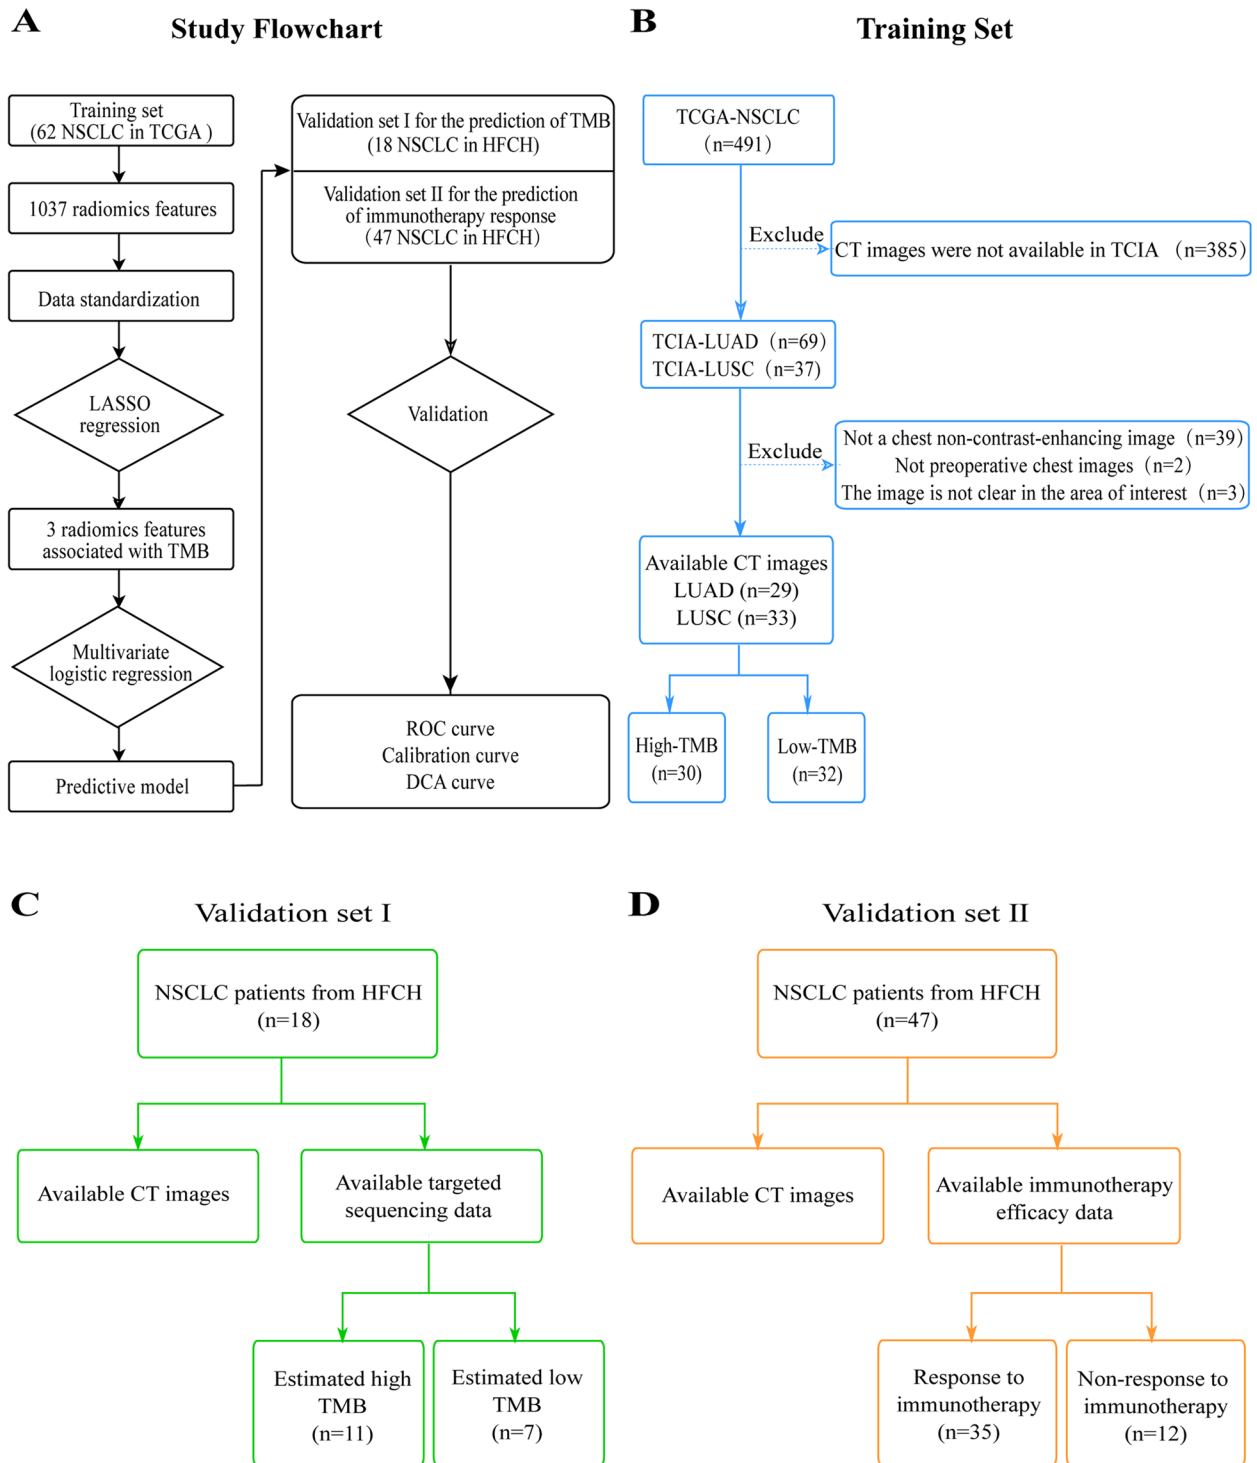 A
Study Flowchart
Training set
(62 NSCLC in TCGA )
1037 radiomics features
Data standardization
LASSO
regression
3 radiomics features
associated with TMB
Multivariate
logistic regression
Predictive model
Validation set I for the prediction of TMB
(18 NSCLC in HFCH)
Validation set II for the prediction
of immunotherapy response
(47 NSCLC in HFCH)
Validation
ROC curve
Calibration curve
DCA curve
B
Training Set
TCGA-NSCLC
(n=491)
Exclude
CT images were not available in TCIA (n=385)
TCIA-LUAD (n=69)
TCIA-LUSC (n=37)
Exclude
Not a chest non-contrast-enhancing image (n=39)
Not preoperative chest images (n=2)
The image is not clear in the area of interest (n=3)
Available CT images
LUAD (n=29)
LUSC (n=33)
High-TMB
(n=30)
Low-TMB
(n=32)
C
Validation set I
NSCLC patients from HFCH
(n=18)
Available CT images
Available targeted
sequencing data
Estimated high
TMB
(n=11)
Estimated low
TMB
(n=7)
D
Validation set II
NSCLC patients from HFCH
(n=47)
Available CT images
Available immunotherapy
efficacy data
Response to
immunotherapy
(n=35)
Non-response to
immunotherapy
(n=12)